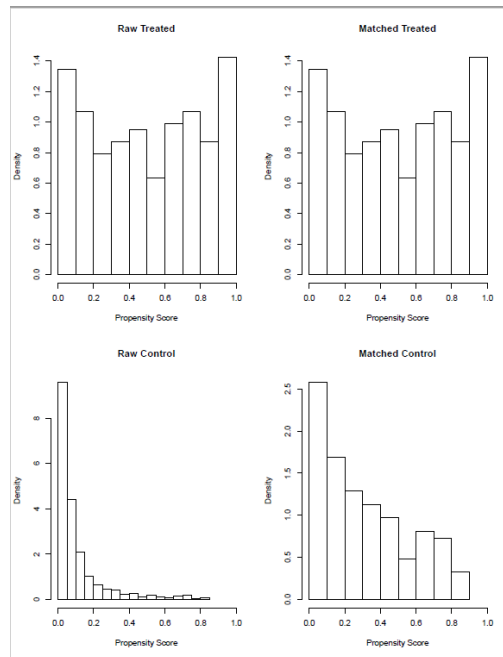 Raw Treated
Density
0.0 0.2 0.4 0.6 0.8 1.0 1.2 1.4
0.0 0.2 0.4 0.6 0.8 1.0
Propensity Score
Matched Treated
Density
0.0 0.2 0.4 0.6 0.8 1.0 1.2 1.4
0.0 0.2 0.4 0.6 0.8 1.0
Propensity Score
Raw Control
Density
0 2 4 6 8
0.0 0.2 0.4 0.6 0.8 1.0
Propensity Score
Matched Control
Density
0.0 0.5 1.0 1.5 2.0 2.5
0.0 0.2 0.4 0.6 0.8 1.0
Propensity Score